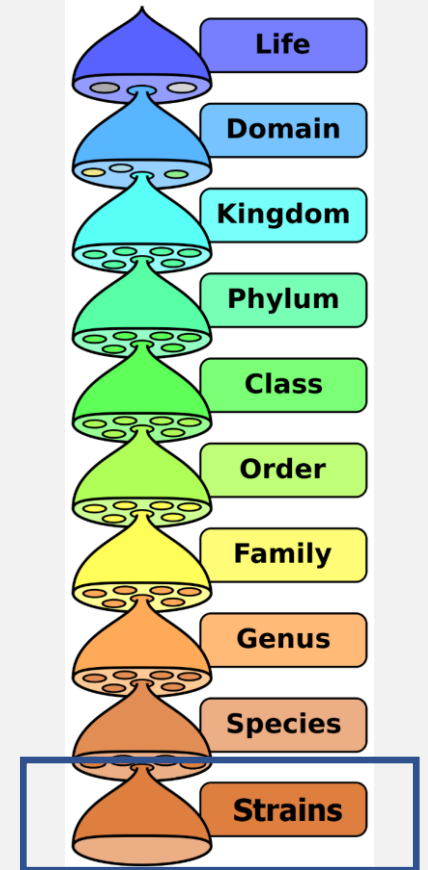 Life
Domain
Kingdom
Phylum
Class
Order
Family
Genus
Species
Strains